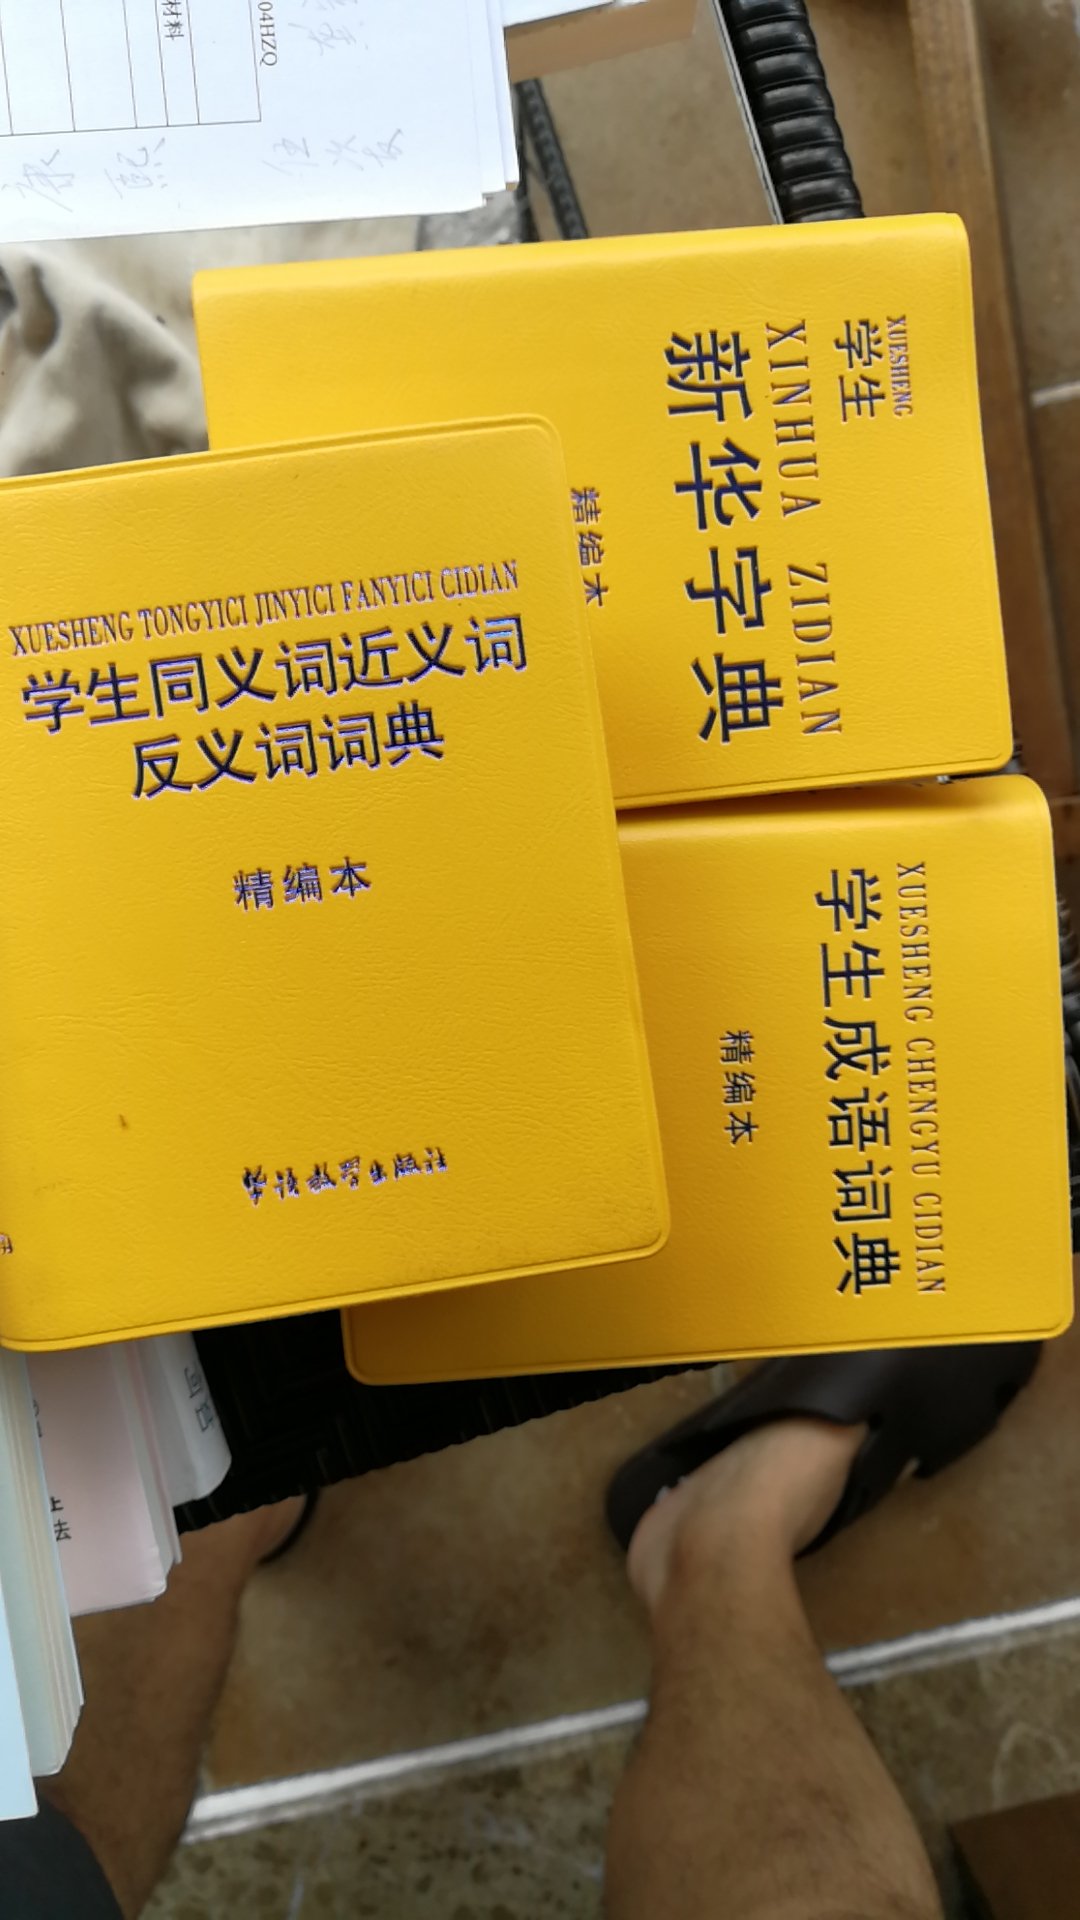 04HZQ
材料
XUESHENG
学生
XINHUA ZIDIAN
新华字典
精编本
XUESHENG TONGYICI JINYICI FANYICI CIDIAN
学生同义词近义词
反义词词典
精编本
XUESHENG CHENGYU CIDIAN
学生成语词典
精编本